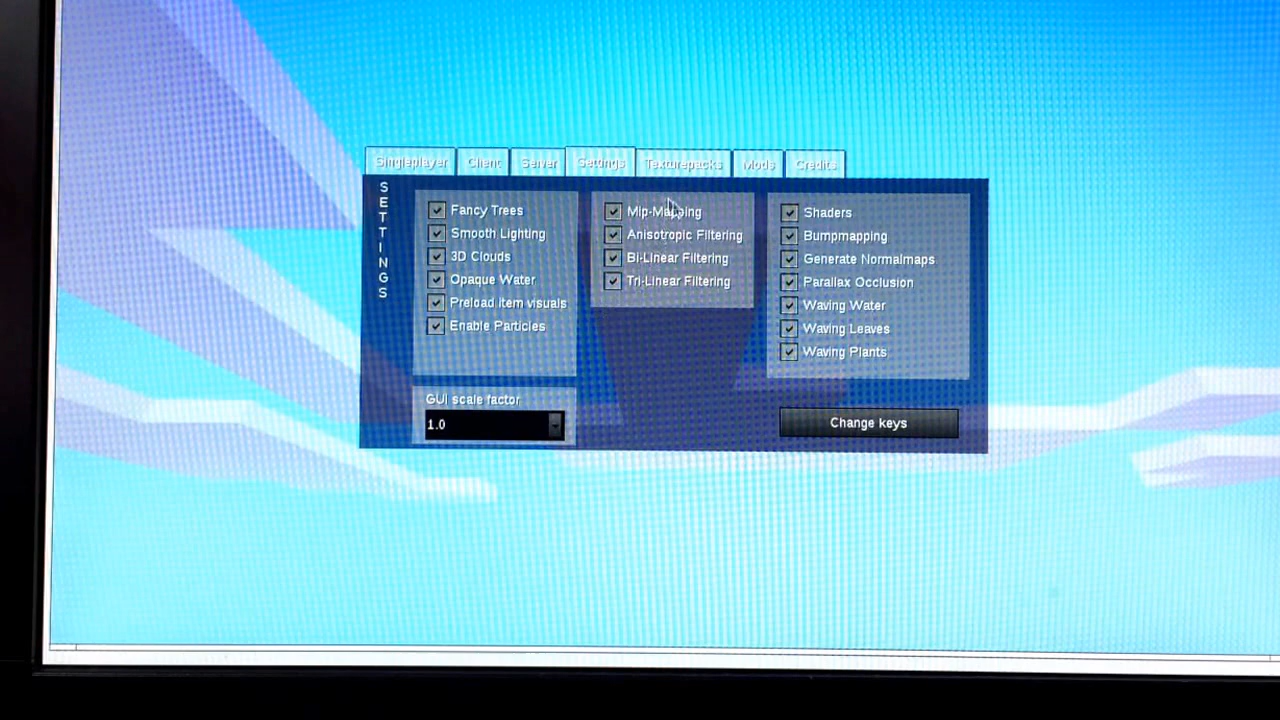 Singleplayer Client Server Settings Texturepacks Mods Credits
SETTINGS
Fancy Trees
Smooth Lighting
3D Clouds
Opaque Water
Preload item visuals
Enable Particles
Mip-Mapping
Anisotropic Filtering
Bi-Linear Filtering
Tri-Linear Filtering
Shaders
Bumpmapping
Generate Normalmaps
Parallax Occlusion
Waving Water
Waving Leaves
Waving Plants
GUI scale factor
1.0
Change keys